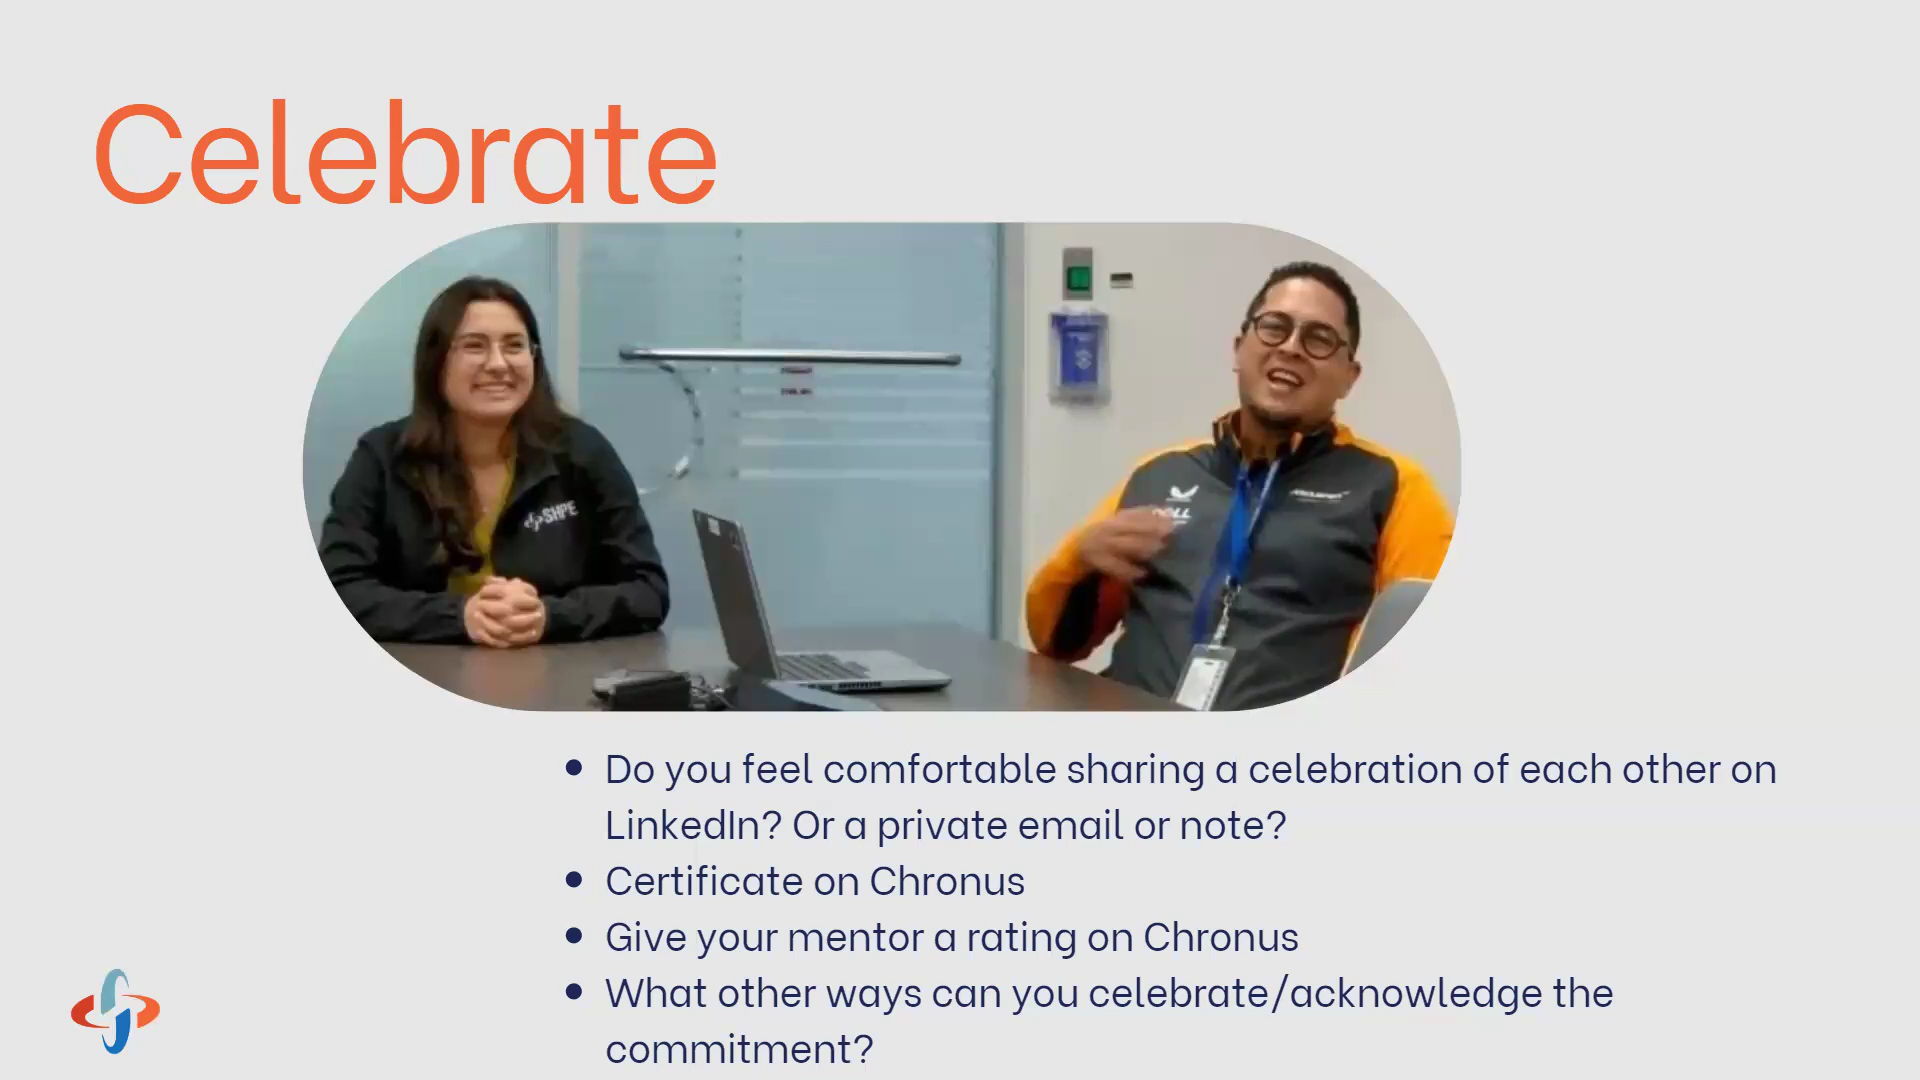 Celebrate
SHPE
• Do you feel comfortable sharing a celebration of each other on
LinkedIn? Or a private email or note?
• Certificate on Chronus
• Give your mentor a rating on Chronus
• What other ways can you celebrate/acknowledge the
commitment?